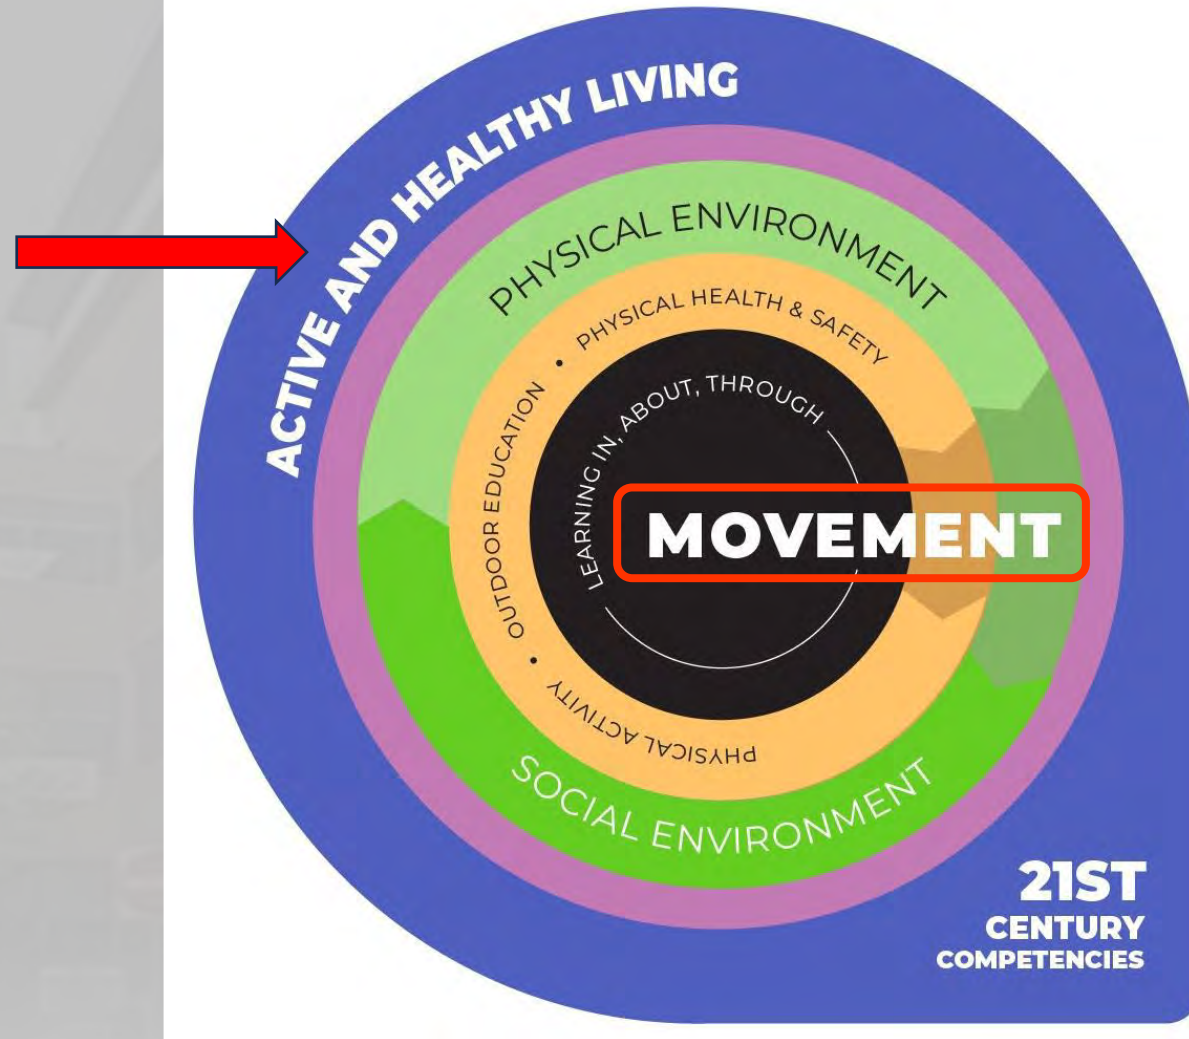 ACTIVE AND HEALTHY LIVING
PHYSICAL ENVIRONMENT
PHYSICAL HEALTH & SAFETY
OUTDOOR EDUCATION
PHYSICAL ACTIVITY
LEARNING IN, ABOUT, THROUGH
MOVEMENT
SOCIAL ENVIRONMENT
21ST
CENTURY
COMPETENCIES